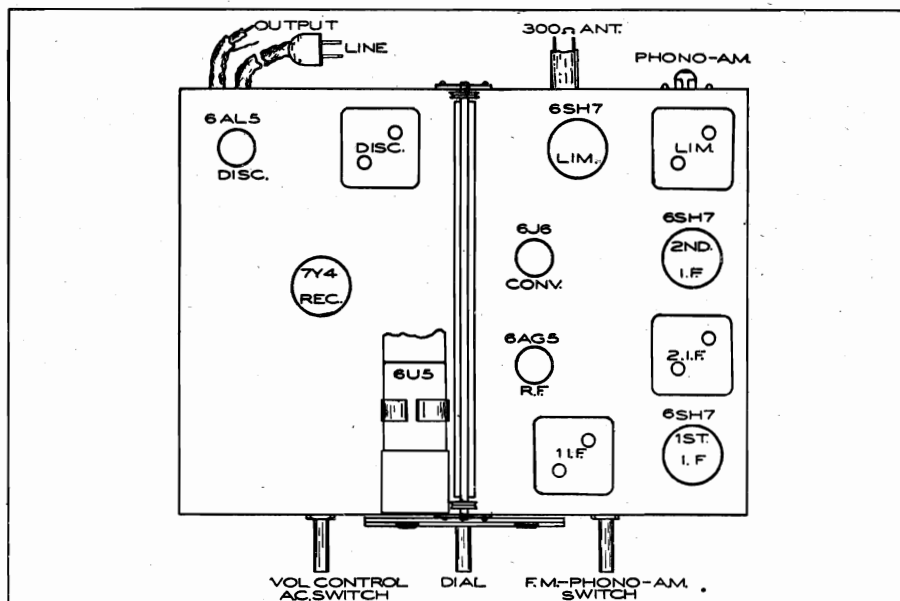 OUTPUT
LINE
300Ω ANT.
PHONO-AM.
6AL5
DISC.
DISC.
6SH7
LIM.
LIM.
6J6
CONV.
6SH7
2ND.
I.F
7Y4
REC.
6U5
6AG5
R.F.
2.I.F.
6SH7
1ST.
I.F
1 I.F.
VOL CONTROL
A.C. SWITCH
DIAL
F.M.-PHONO-AM.
SWITCH